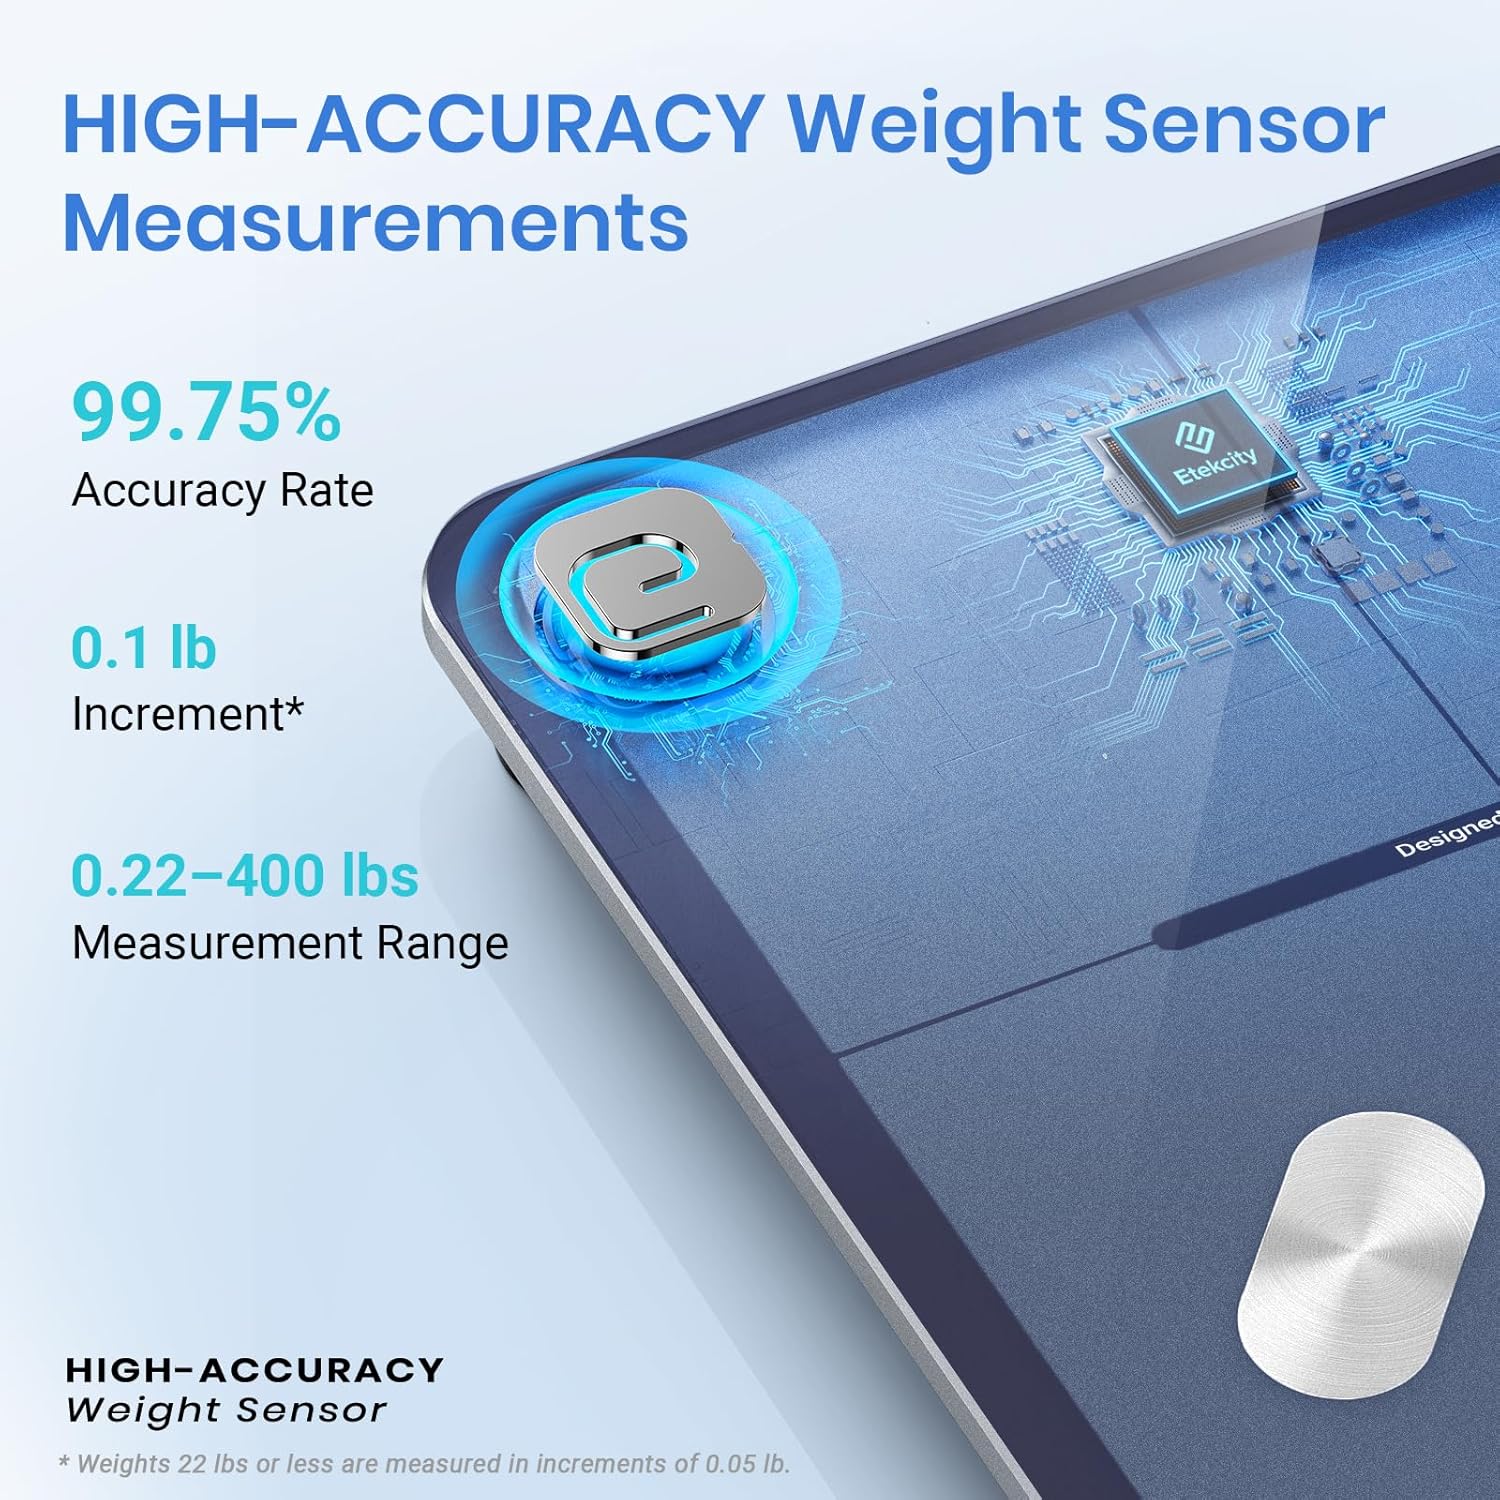 HIGH-ACCURACY Weight Sensor
Measurements
99.75%
Accuracy Rate
0.1 lb
Increment*
0.22–400 lbs
Measurement Range
Etekcity
Designed
HIGH-ACCURACY
Weight Sensor
* Weights 22 lbs or less are measured in increments of 0.05 lb.